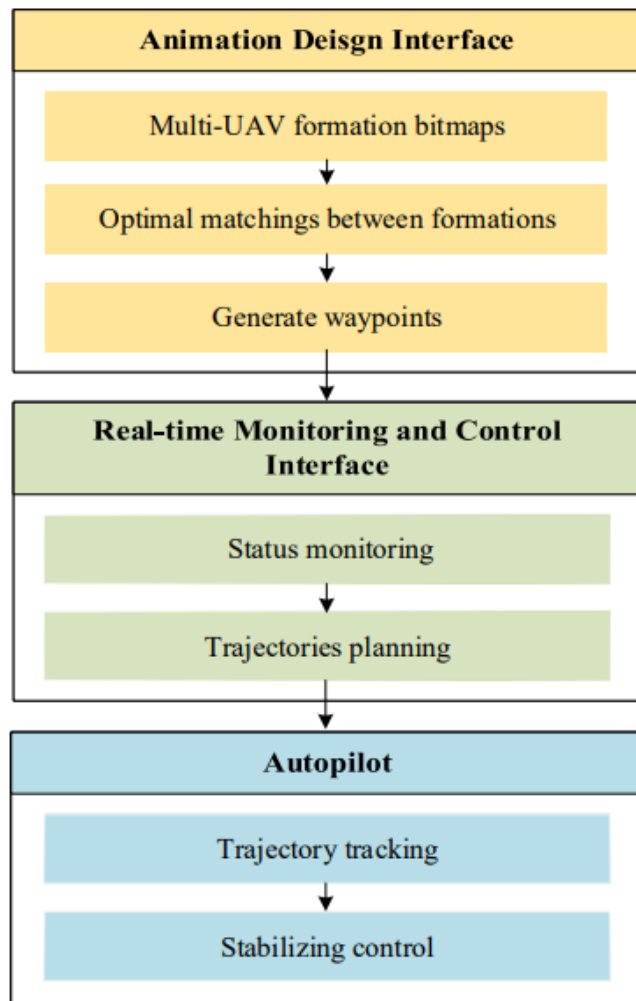 Animation Deisgn Interface
Multi-UAV formation bitmaps
Optimal matchings between formations
Generate waypoints
Real-time Monitoring and Control
Interface
Status monitoring
Trajectories planning
Autopilot
Trajectory tracking
Stabilizing control